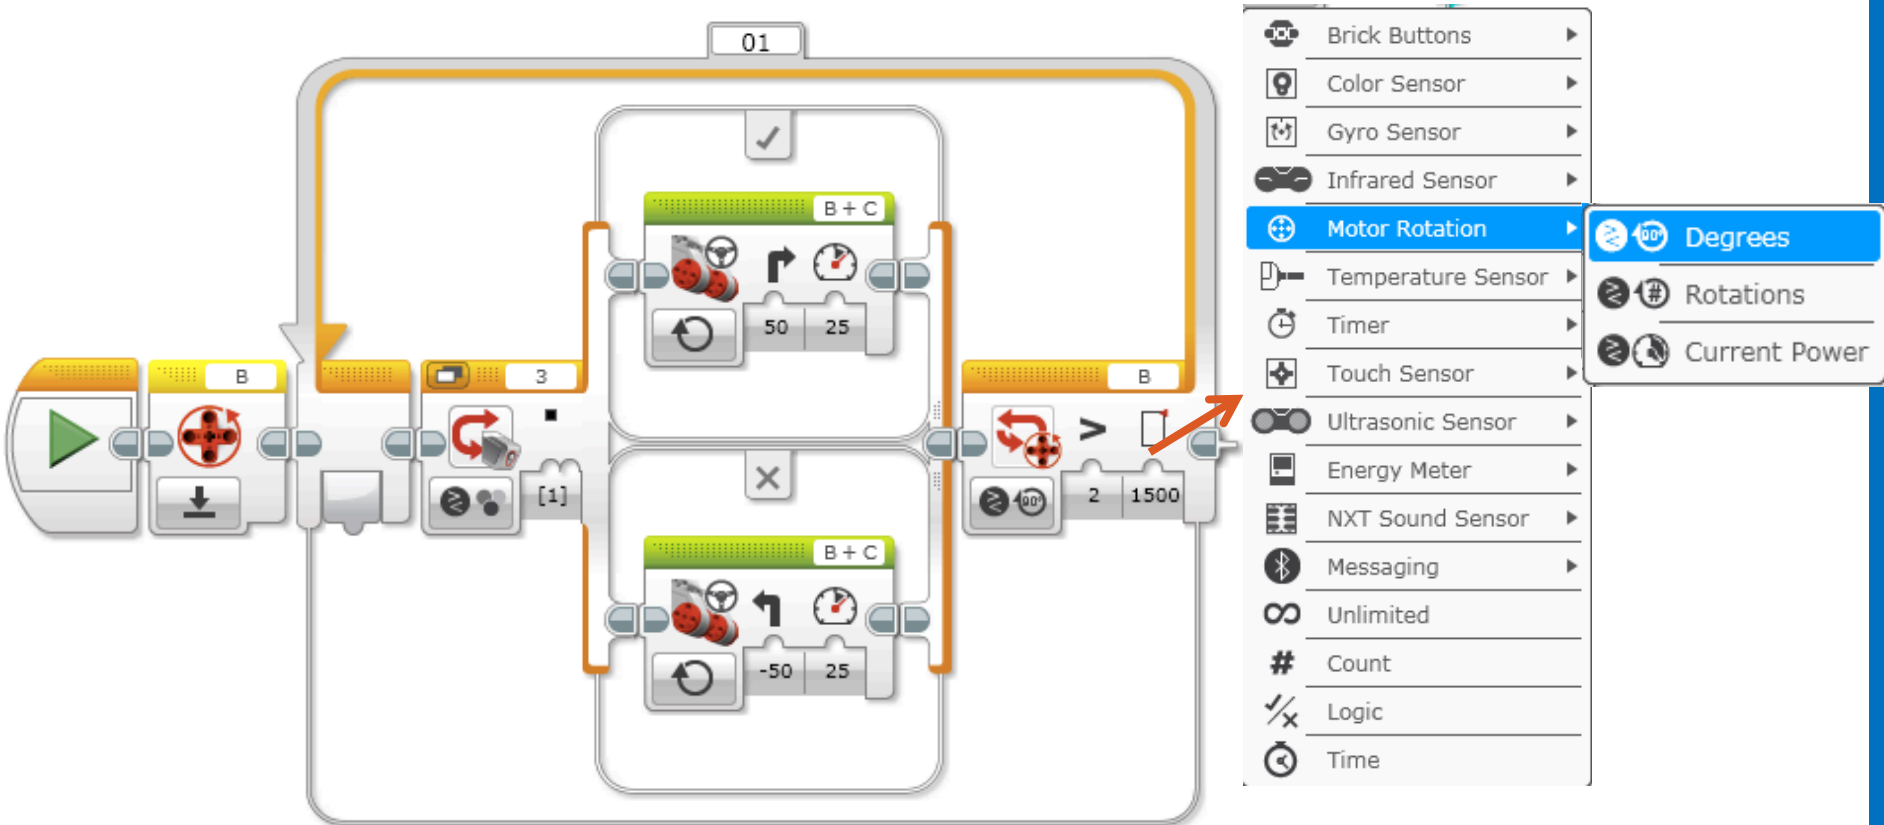 01
B
3
[1]
B + C
50 25
B + C
-50 25
B
2 1500
Brick Buttons
Color Sensor
Gyro Sensor
Infrared Sensor
Motor Rotation
Temperature Sensor
Timer
Touch Sensor
Ultrasonic Sensor
Energy Meter
NXT Sound Sensor
Messaging
Unlimited
# Count
Logic
Time
Degrees
# Rotations
Current Power